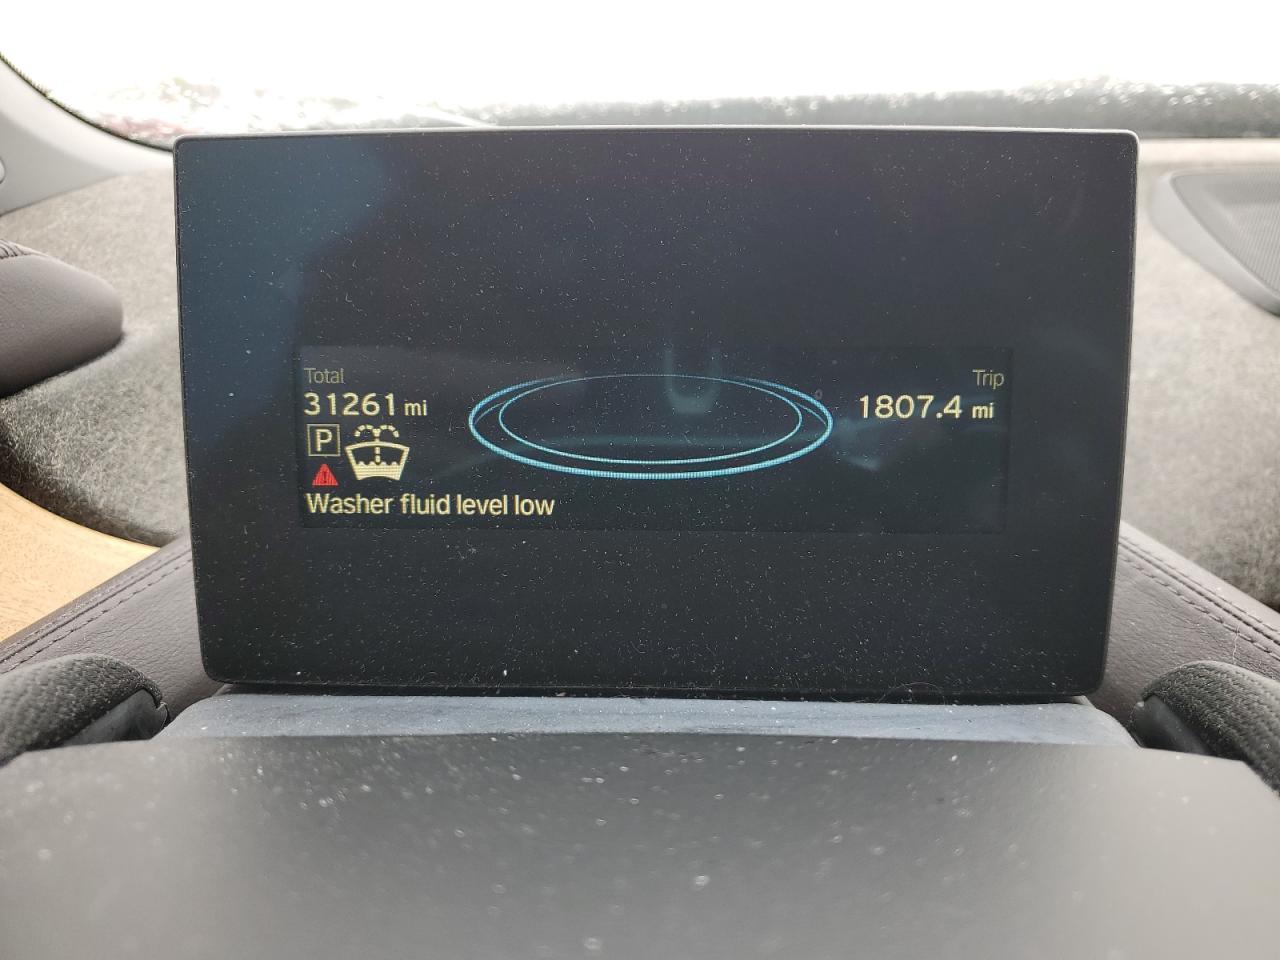 Total
31261 mi
Trip
1807.4 mi
P
Washer fluid level low